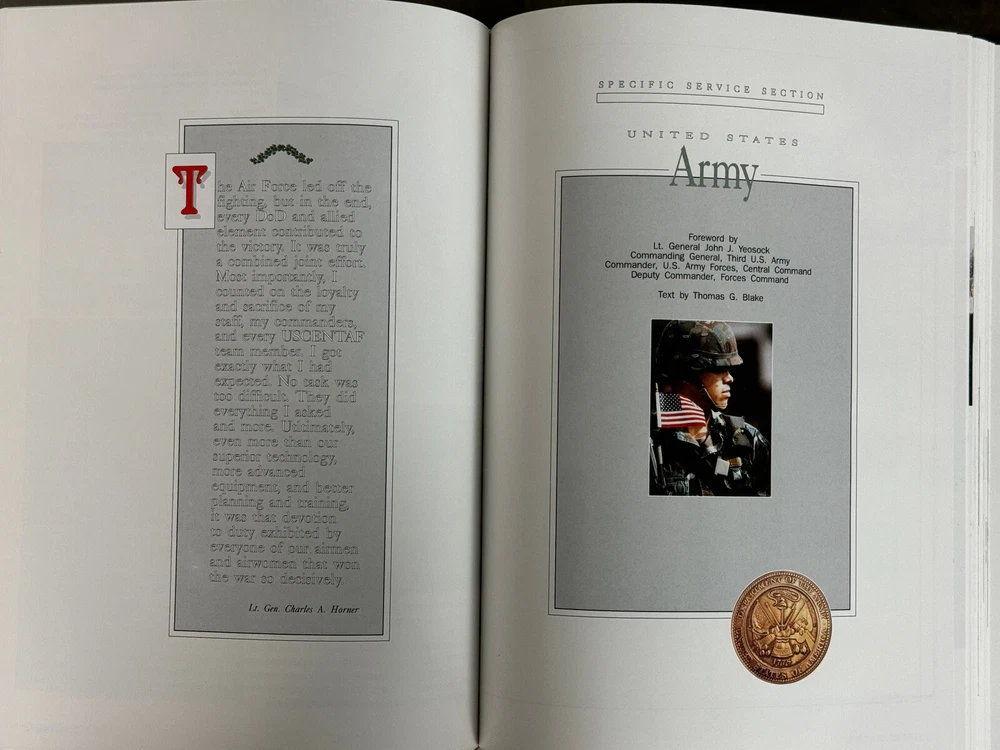 The Air Force led off the
fighting, but in the end,
every DoD and allied
element contributed to
the victory. It was truly
a combined joint effort.
Most importantly, I
counted on the loyalty
and sacrifice of my
staff, my commanders,
and every USCENTAF
team member. I got
exactly what I had
expected. No task was
too difficult. They did
everything I asked
and more. Utitimately,
even more than our
superior technology,
more advanced
equipment, and better
planning and training,
it was that devotion
to duty exhibited by
everyone of our airmen
and airwomen that won
the war so decisively.
Lt. Gen. Charles A. Horner
SPECIFIC SERVICE SECTION
UNITED STATES
Army
Foreword by
Lt. General John J. Yeosock
Commanding General, Third U.S. Army
Commander, U.S. Army Forces, Central Command
Deputy Commander, Forces Command
Text by Thomas G. Blake
1775